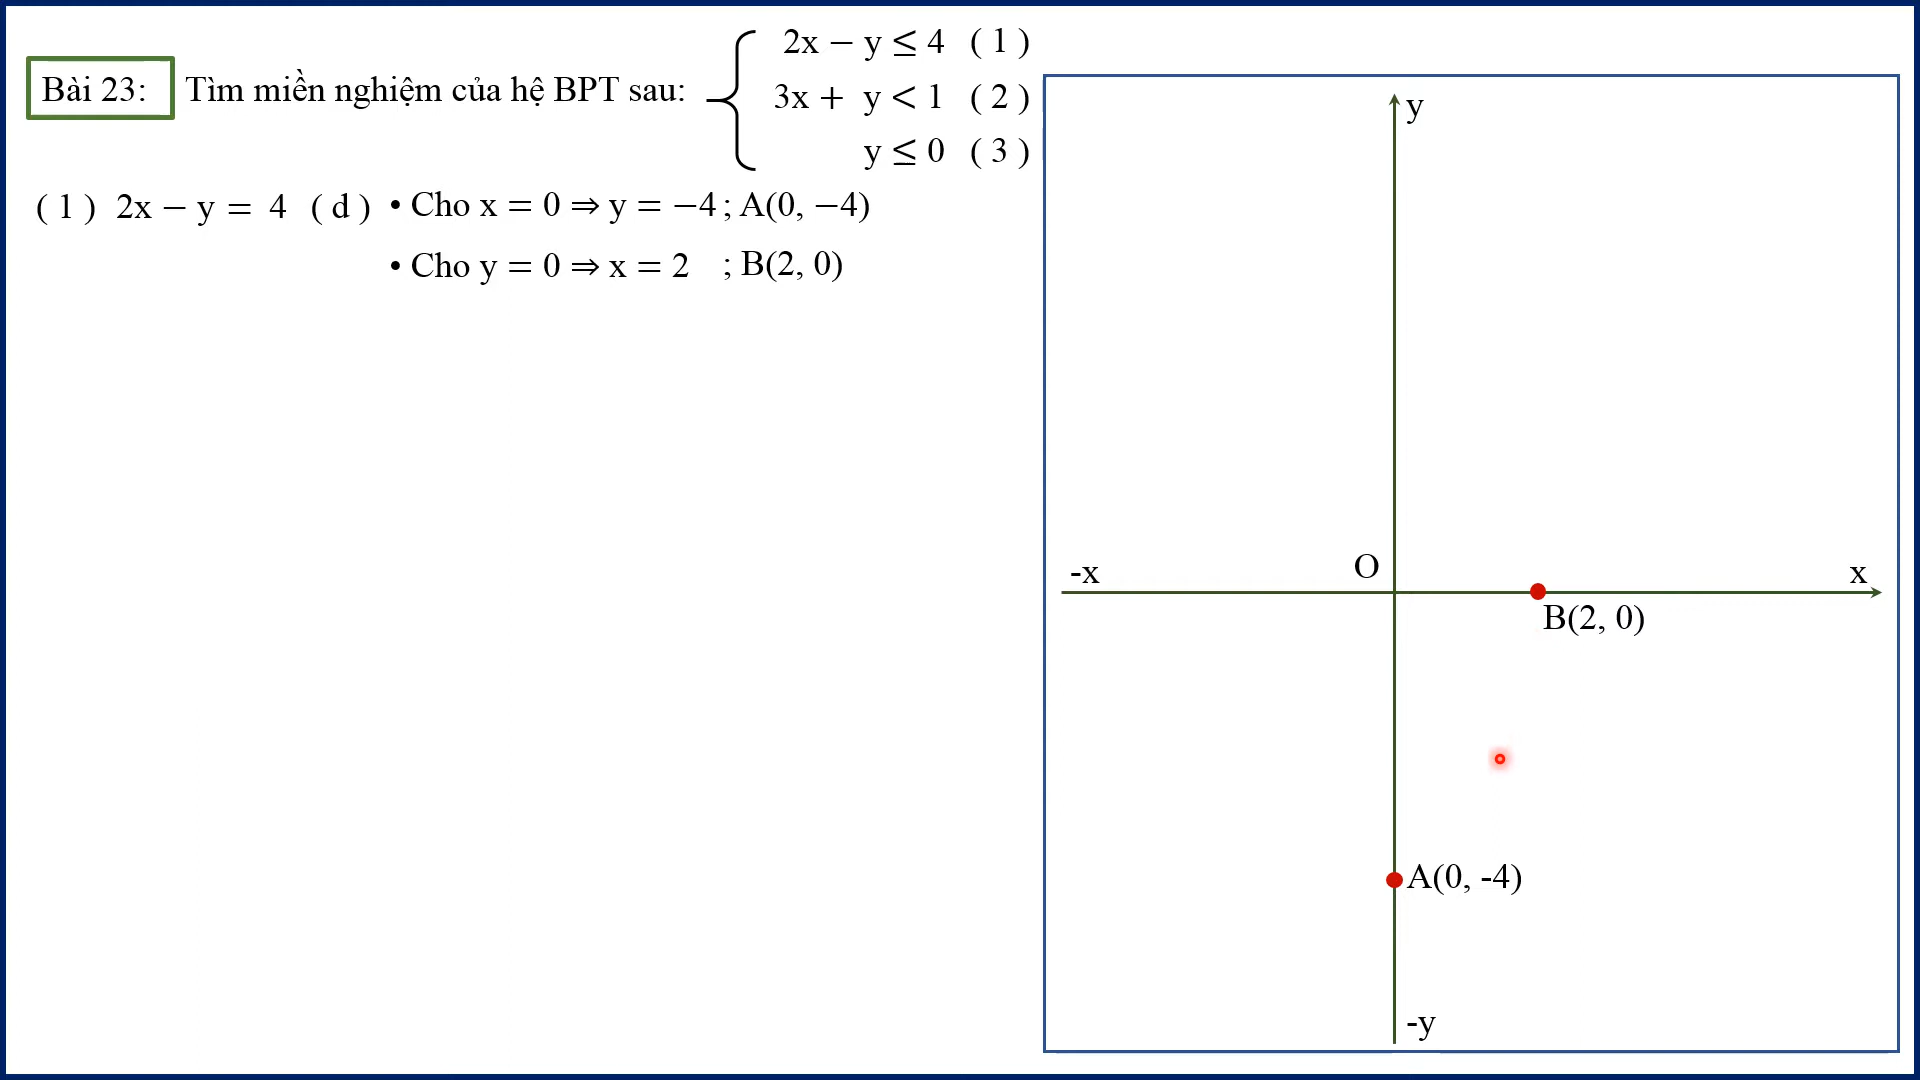 Bài 23: Tìm miền nghiệm của hệ BPT sau:
2x − y ≤ 4 ( 1 )
3x + y < 1 ( 2 )
y ≤ 0 ( 3 )
( 1 ) 2x − y = 4 ( d ) • Cho x = 0 ⇒ y = −4 ; A(0, −4)
• Cho y = 0 ⇒ x = 2 ; B(2, 0)
y
-x
O
x
B(2, 0)
A(0, -4)
-y